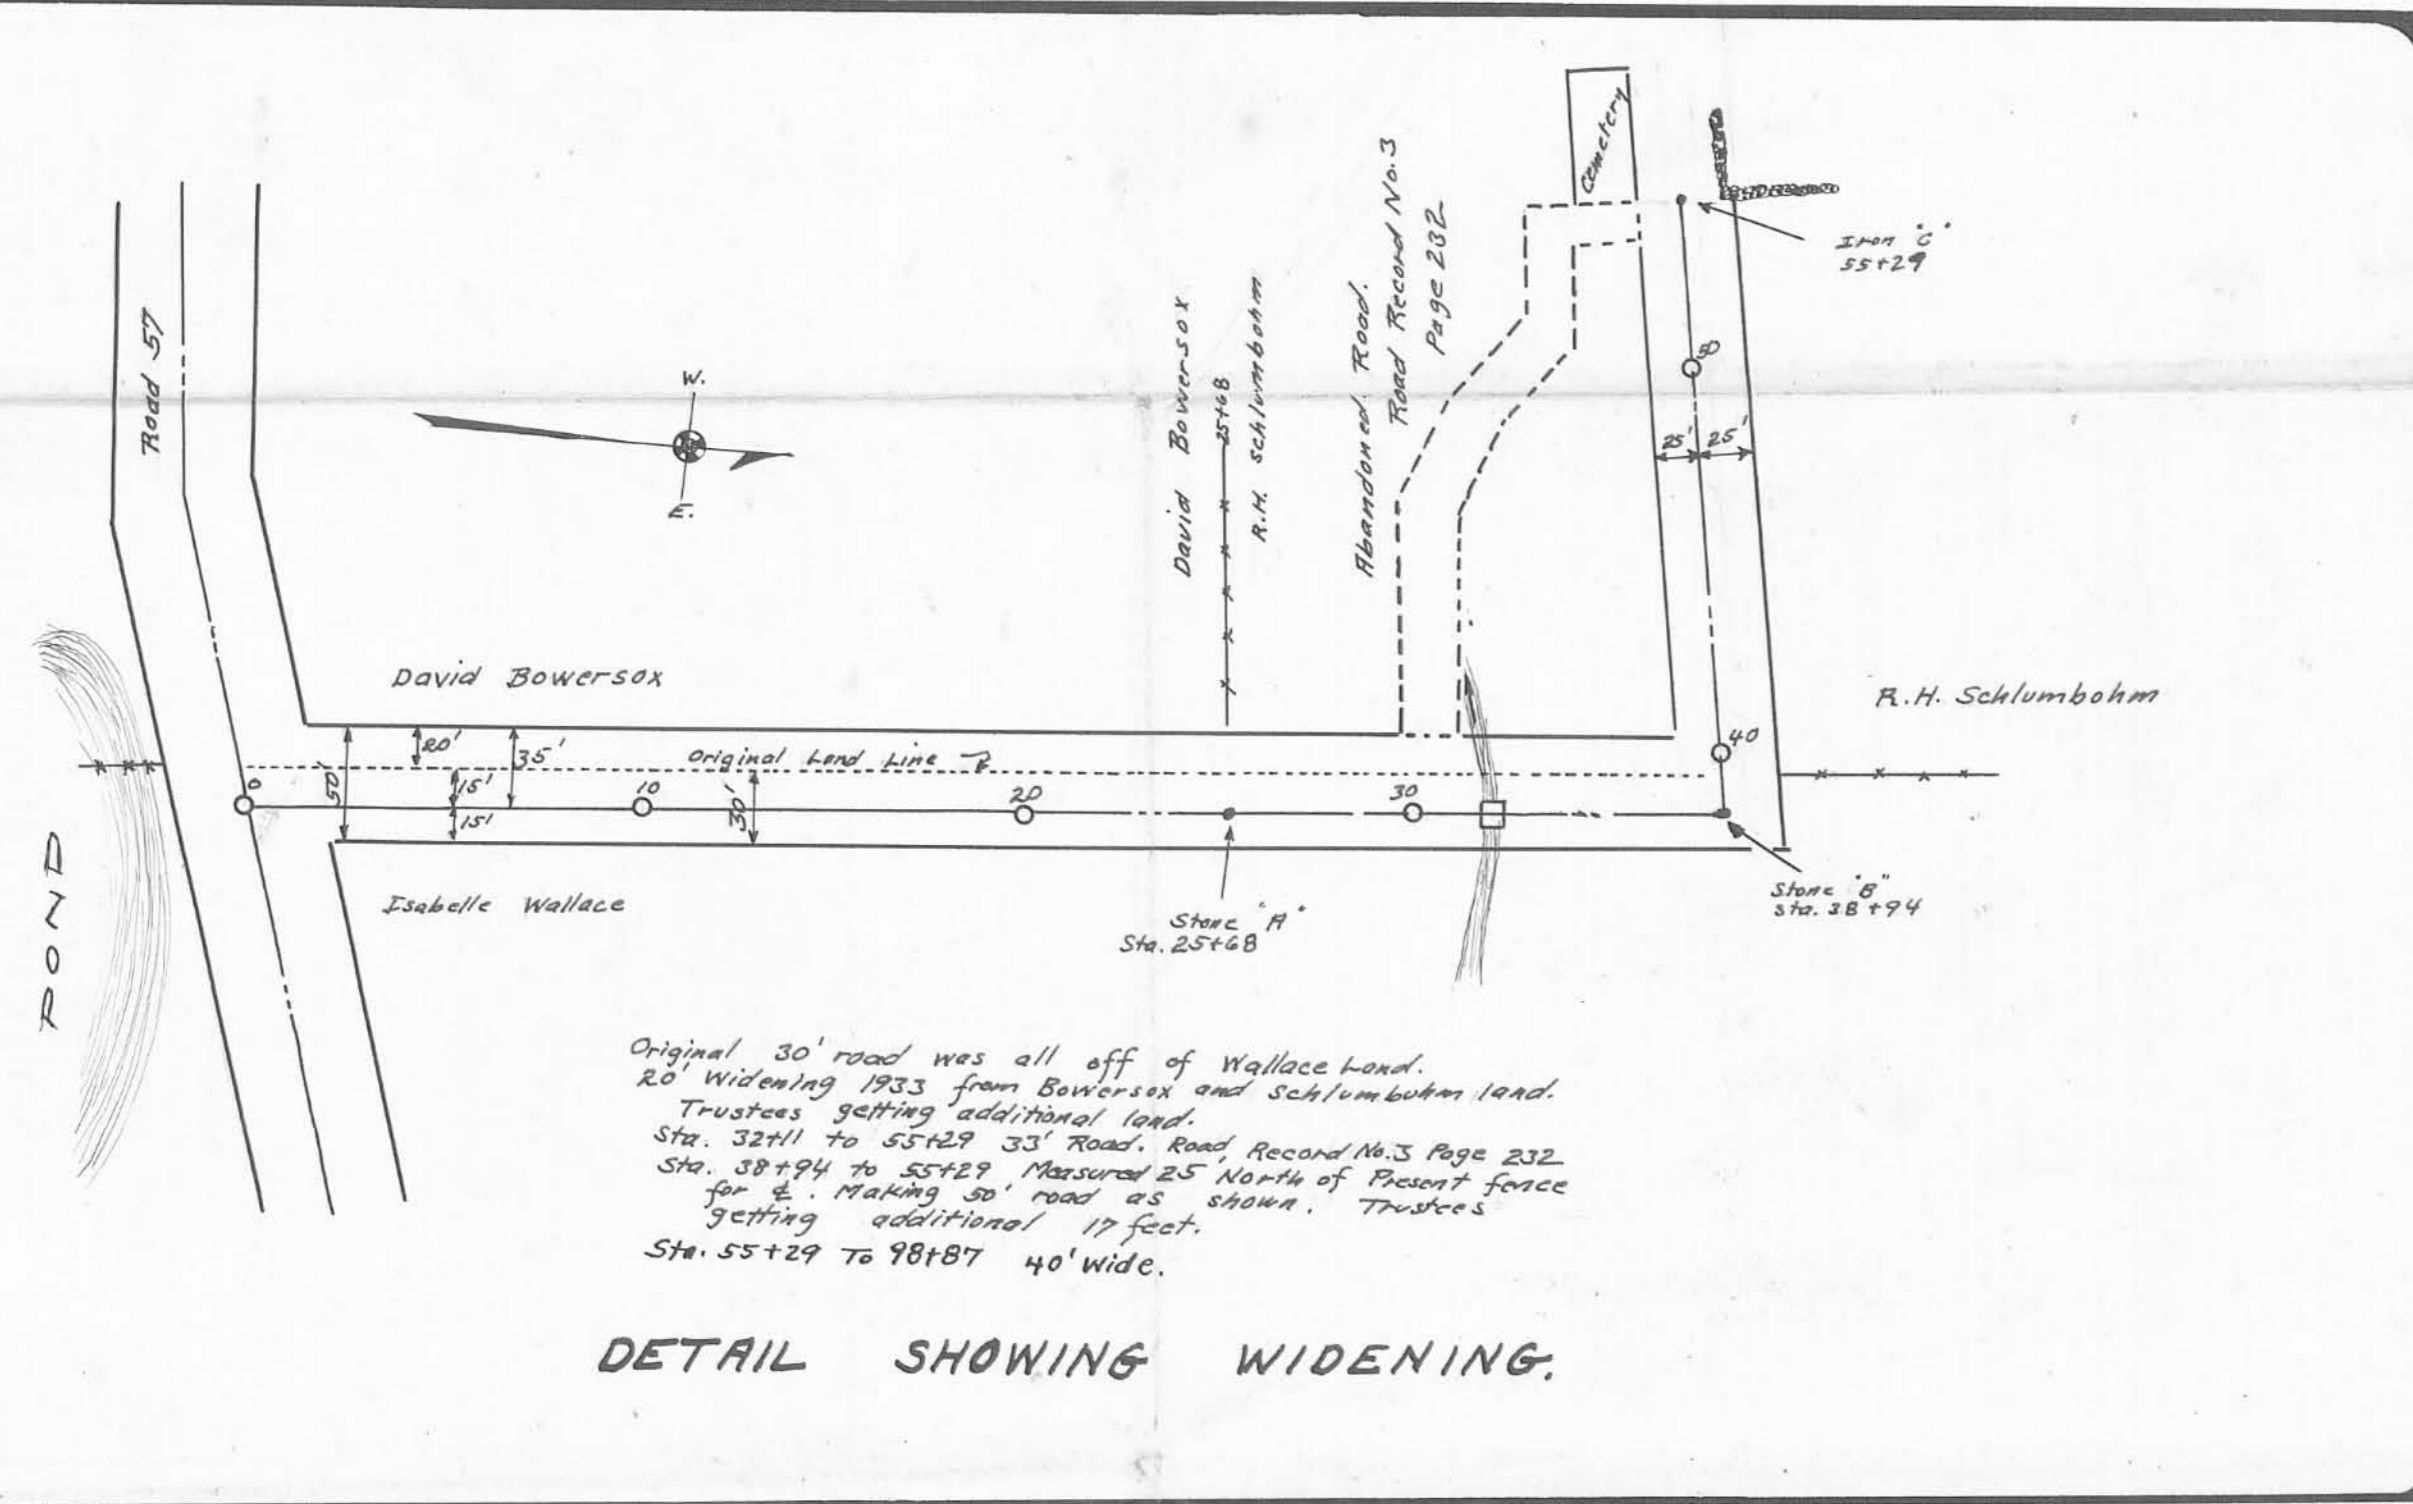 Cemetery
Abandoned Road.
Road Record No. 3
Page 232
Iron "C"
55+29
Road 57
W.
E.
David Bowersox
25+68
R.H. Schlumbohm
50
25'
25'
David Bowersox
R.H. Schlumbohm
20'
35'
50'
15'
15'
Original Land Line
30'
0
10
20
30
40
POND
Isabelle Wallace
Stone "A"
Sta. 25+68
Stone "B"
Sta. 38+94
Original 30' road was all off of Wallace Land.
20' Widening 1933 from Bowersox and Schlumbuhm land.
Trustees getting additional land.
Sta. 32+11 to 55+29 33' Road. Road Record No. 3 Page 232
Sta. 38+94 to 55+29 Measured 25 North of Present fence
for ℄. Making 50' road as shown. Trustees
getting additional 17 feet.
Sta. 55+29 To 98+87 40' Wide.
DETAIL SHOWING WIDENING.